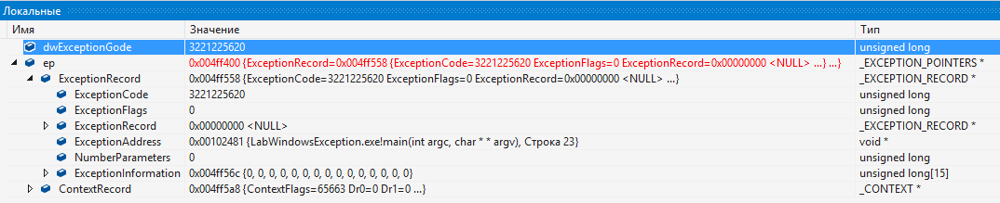 Локальные
Имя Значение Тип
dwExceptionGode 3221225620 unsigned long
ep 0x004ff400 {ExceptionRecord=0x004ff558 {ExceptionCode=3221225620 ExceptionFlags=0 ExceptionRecord=0x00000000 <NULL> ...} ...} _EXCEPTION_POINTERS *
ExceptionRecord 0x004ff558 {ExceptionCode=3221225620 ExceptionFlags=0 ExceptionRecord=0x00000000 <NULL> ...} _EXCEPTION_RECORD *
ExceptionCode 3221225620 unsigned long
ExceptionFlags 0 unsigned long
ExceptionRecord 0x00000000 <NULL> _EXCEPTION_RECORD *
ExceptionAddress 0x00102481 {LabWindowsException.exe!main(int argc, char * * argv), Строка 23} void *
NumberParameters 0 unsigned long
ExceptionInformation 0x004ff56c {0, 0, 0, 0, 0, 0, 0, 0, 0, 0, 0, 0, 0, 0, 0} unsigned long[15]
ContextRecord 0x004ff5a8 {ContextFlags=65663 Dr0=0 Dr1=0 ...} _CONTEXT *